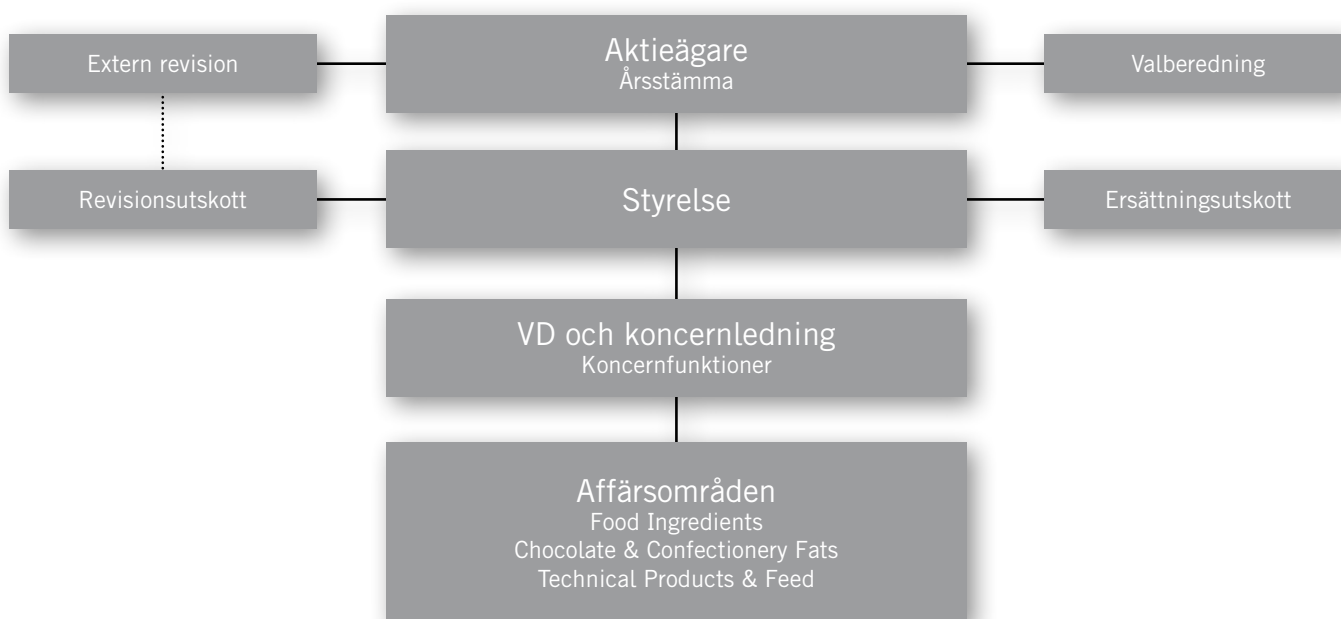 Extern revision
Aktieägare
Årsstämma
Valberedning
Revisionsutskott
Styrelse
Ersättningsutskott
VD och koncernledning
Koncernfunktioner
Affärsområden
Food Ingredients
Chocolate & Confectionery Fats
Technical Products & Feed